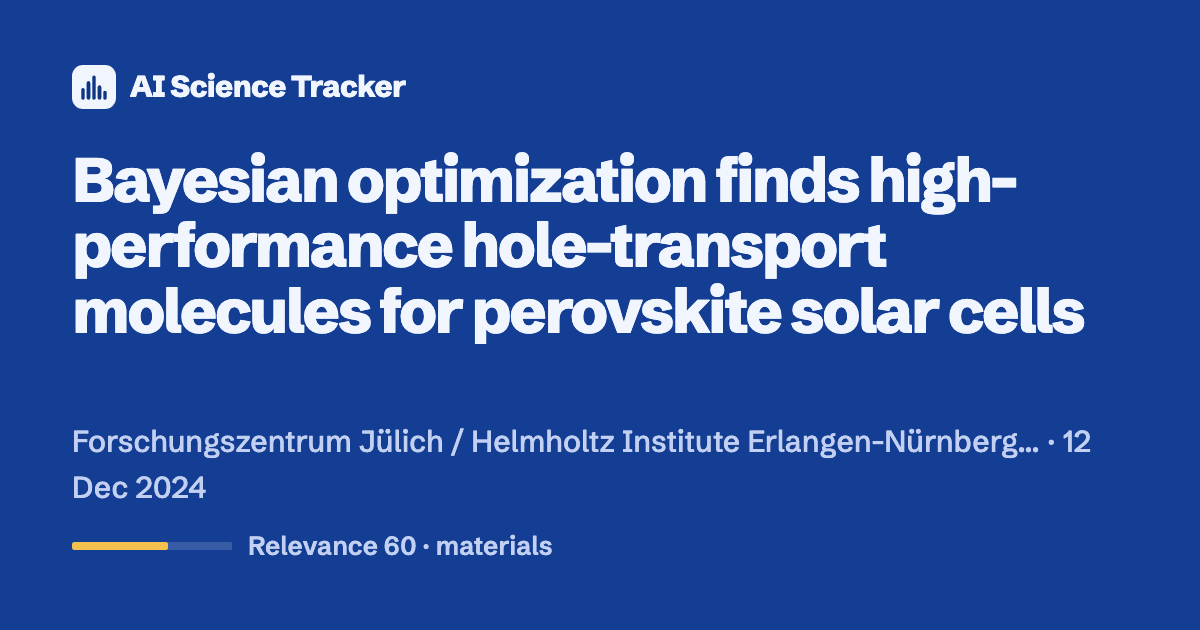 AI Science Tracker
Bayesian optimization finds high-
performance hole-transport
molecules for perovskite solar cells
Forschungszentrum Jülich / Helmholtz Institute Erlangen-Nürnberg... · 12
Dec 2024
Relevance 60 · materials